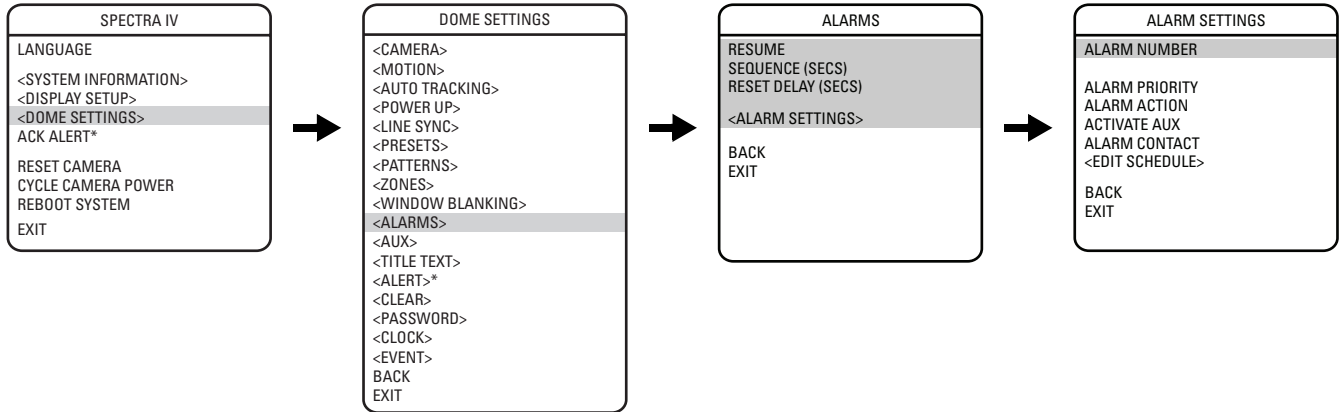 SPECTRA IV
LANGUAGE
<SYSTEM INFORMATION>
<DISPLAY SETUP>
<DOME SETTINGS>
ACK ALERT*
RESET CAMERA
CYCLE CAMERA POWER
REBOOT SYSTEM
EXIT
DOME SETTINGS
<CAMERA>
<MOTION>
<AUTO TRACKING>
<POWER UP>
<LINE SYNC>
<PRESETS>
<PATTERNS>
<ZONES>
<WINDOW BLANKING>
<ALARMS>
<AUX>
<TITLE TEXT>
<ALERT>*
<CLEAR>
<PASSWORD>
<CLOCK>
<EVENT>
BACK
EXIT
ALARMS
RESUME
SEQUENCE (SECS)
RESET DELAY (SECS)
<ALARM SETTINGS>
BACK
EXIT
ALARM SETTINGS
ALARM NUMBER
ALARM PRIORITY
ALARM ACTION
ACTIVATE AUX
ALARM CONTACT
<EDIT SCHEDULE>
BACK
EXIT